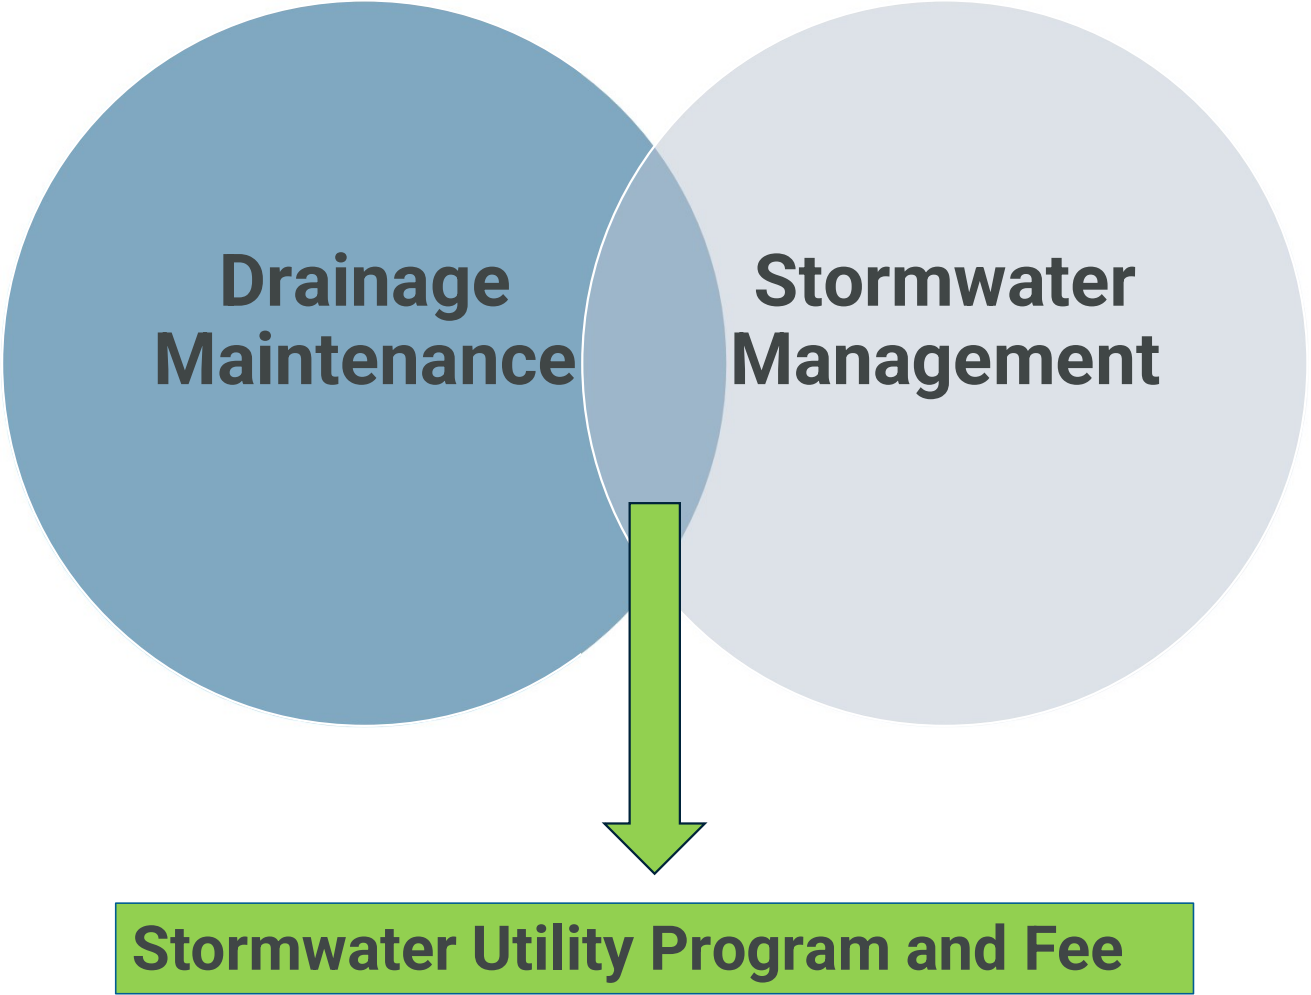 Drainage
Maintenance
Stormwater
Management
Stormwater Utility Program and Fee